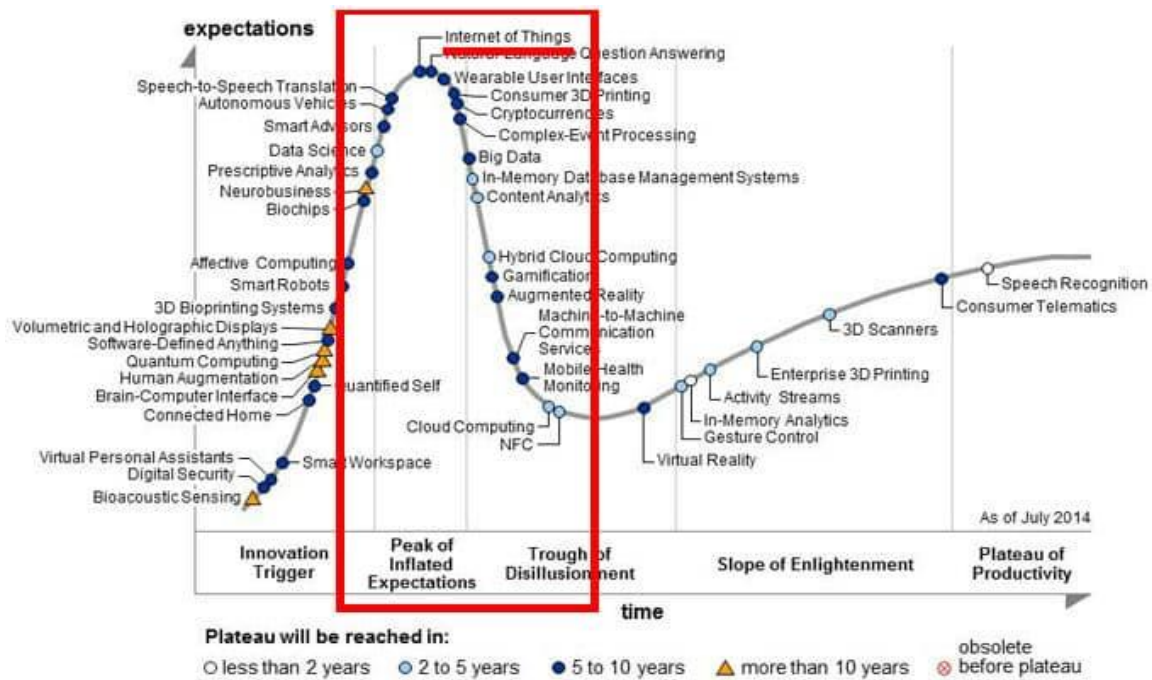 expectations
Internet of Things
Natural-Language Question Answering
Wearable User Interfaces
Consumer 3D Printing
Cryptocurrencies
Complex-Event Processing
Big Data
In-Memory Database Management Systems
Content Analytics
Hybrid Cloud Computing
Gamification
Augmented Reality
Machine-to-Machine
Communication
Services
Mobile Health
Monitoring
Speech-to-Speech Translation
Autonomous Vehicles
Smart Advisors
Data Science
Prescriptive Analytics
Neurobusiness
Biochips
Affective Computing
Smart Robots
3D Bioprinting Systems
Volumetric and Holographic Displays
Software-Defined Anything
Quantum Computing
Human Augmentation
Brain-Computer Interface
Quantified Self
Connected Home
Virtual Personal Assistants
Smart Workspace
Digital Security
Bioacoustic Sensing
Cloud Computing
NFC
Speech Recognition
Consumer Telematics
3D Scanners
Enterprise 3D Printing
Activity Streams
In-Memory Analytics
Gesture Control
Virtual Reality
As of July 2014
Innovation
Trigger
Peak of
Inflated
Expectations
Trough of
Disillusionment
Slope of Enlightenment
Plateau of
Productivity
time
Plateau will be reached in:
less than 2 years
2 to 5 years
5 to 10 years
more than 10 years
obsolete
before plateau